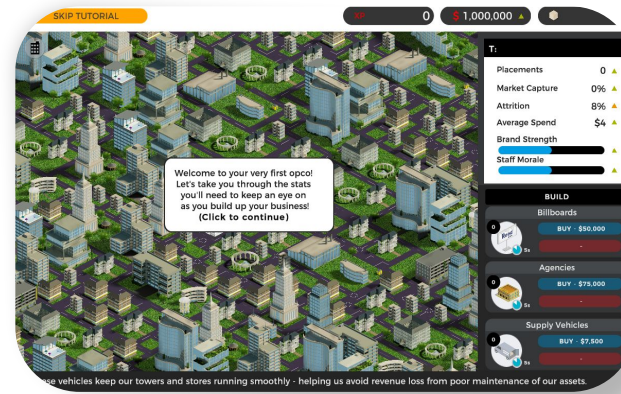 SKIP TUTORIAL
0
$ 1,000,000
T:
Placements 0
Market Capture 0%
Attrition 8%
Average Spend $4
Brand Strength
Staff Morale
Welcome to your very first opco!
Let's take you through the stats
you'll need to keep an eye on
as you build up your business!
(Click to continue)
BUILD
Billboards
0
BUY - $50,000
5s
-
Agencies
0
BUY - $75,000
5s
-
Supply Vehicles
0
BUY - $7,500
5s
-
vehicles keep our towers and stores running smoothly - helping us avoid revenue loss from poor maintenance of our assets.